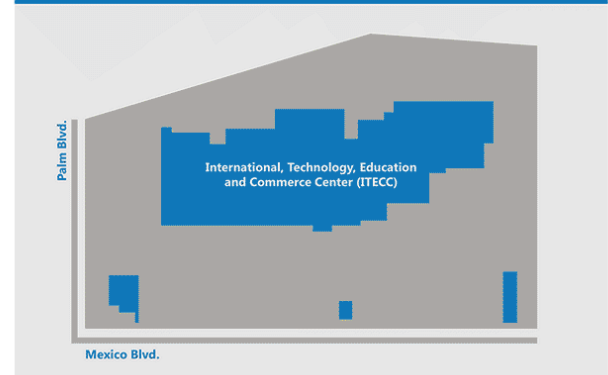 Palm Blvd.
International, Technology, Education
and Commerce Center (ITECC)
Mexico Blvd.